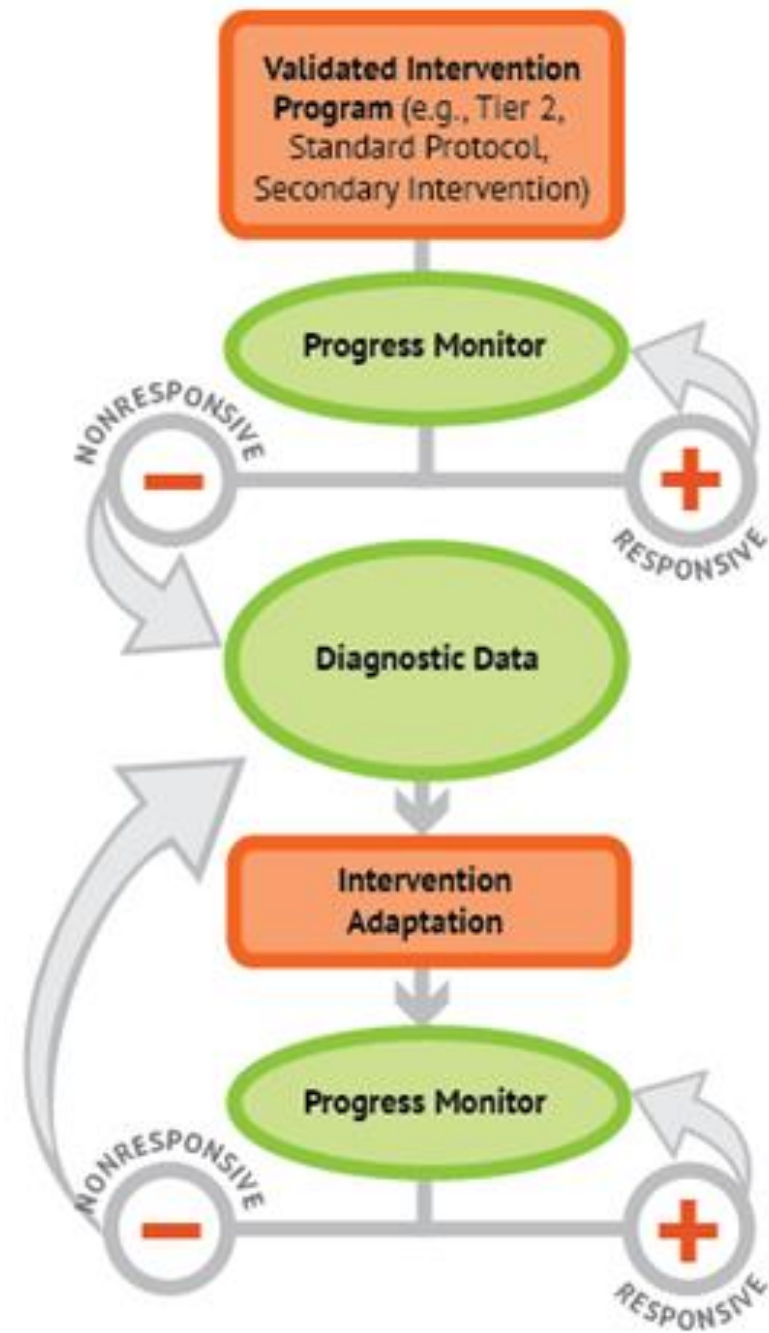 Validated Intervention
Program (e.g., Tier 2,
Standard Protocol,
Secondary Intervention)
Progress Monitor
NONRESPONSIVE
RESPONSIVE
Diagnostic Data
Intervention
Adaptation
Progress Monitor
NONRESPONSIVE
RESPONSIVE